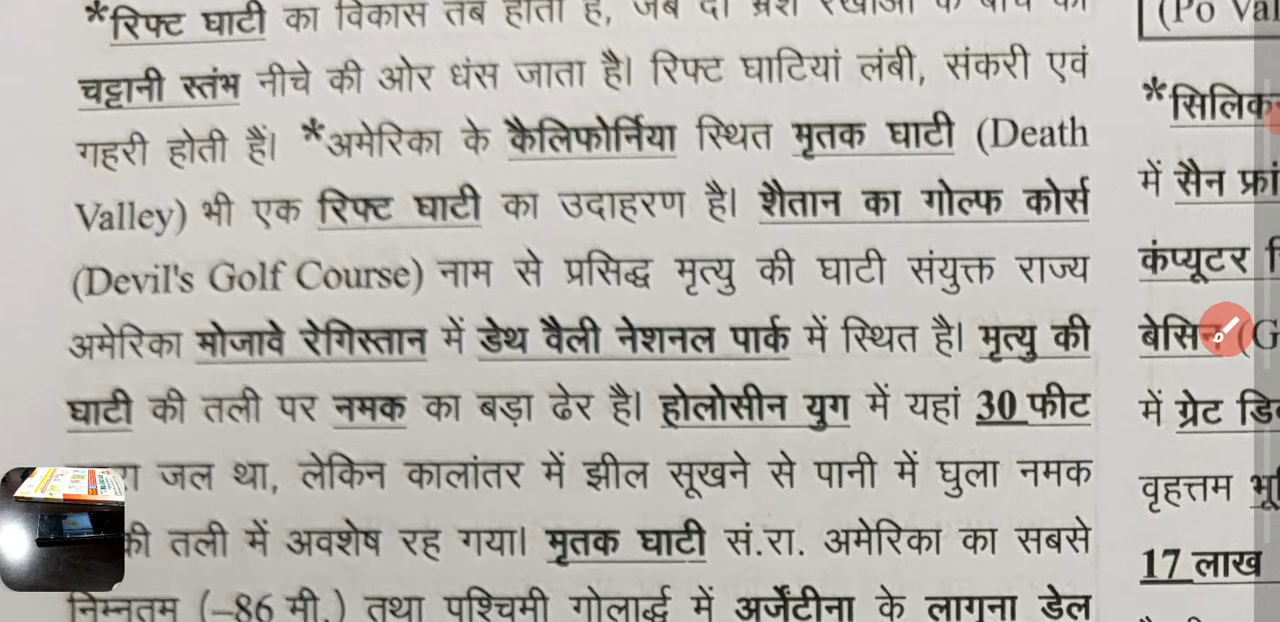 *रिफ्ट घाटी का विकास तब होता है, जब दो भ्रंश रेखाओं के बीच की
चट्टानी स्तंभ नीचे की ओर धंस जाता है। रिफ्ट घाटियां लंबी, संकरी एवं
गहरी होती हैं। *अमेरिका के कैलिफोर्निया स्थित मृतक घाटी (Death
Valley) भी एक रिफ्ट घाटी का उदाहरण है। शैतान का गोल्फ कोर्स
(Devil's Golf Course) नाम से प्रसिद्ध मृत्यु की घाटी संयुक्त राज्य
अमेरिका मोजावे रेगिस्तान में डेथ वैली नेशनल पार्क में स्थित है। मृत्यु की
घाटी की तली पर नमक का बड़ा ढेर है। होलोसीन युग में यहां 30 फीट
जल था, लेकिन कालांतर में झील सूखने से पानी में घुला नमक
की तली में अवशेष रह गया। मृतक घाटी सं.रा. अमेरिका का सबसे
निम्नतम (–86 मी.) तथा पश्चिमी गोलार्द्ध में अर्जेंटीना के लागुना डेल
(Po Val
*सिलिक
में सैन फ्रां
कंप्यूटर
बेसिन (G
में ग्रेट डि
वृहत्तम भू
17 लाख